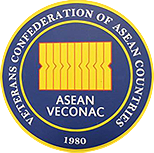 VETERANS CONFEDERATION OF ASEAN COUNTRIES
ASEAN
VECONAC
1980